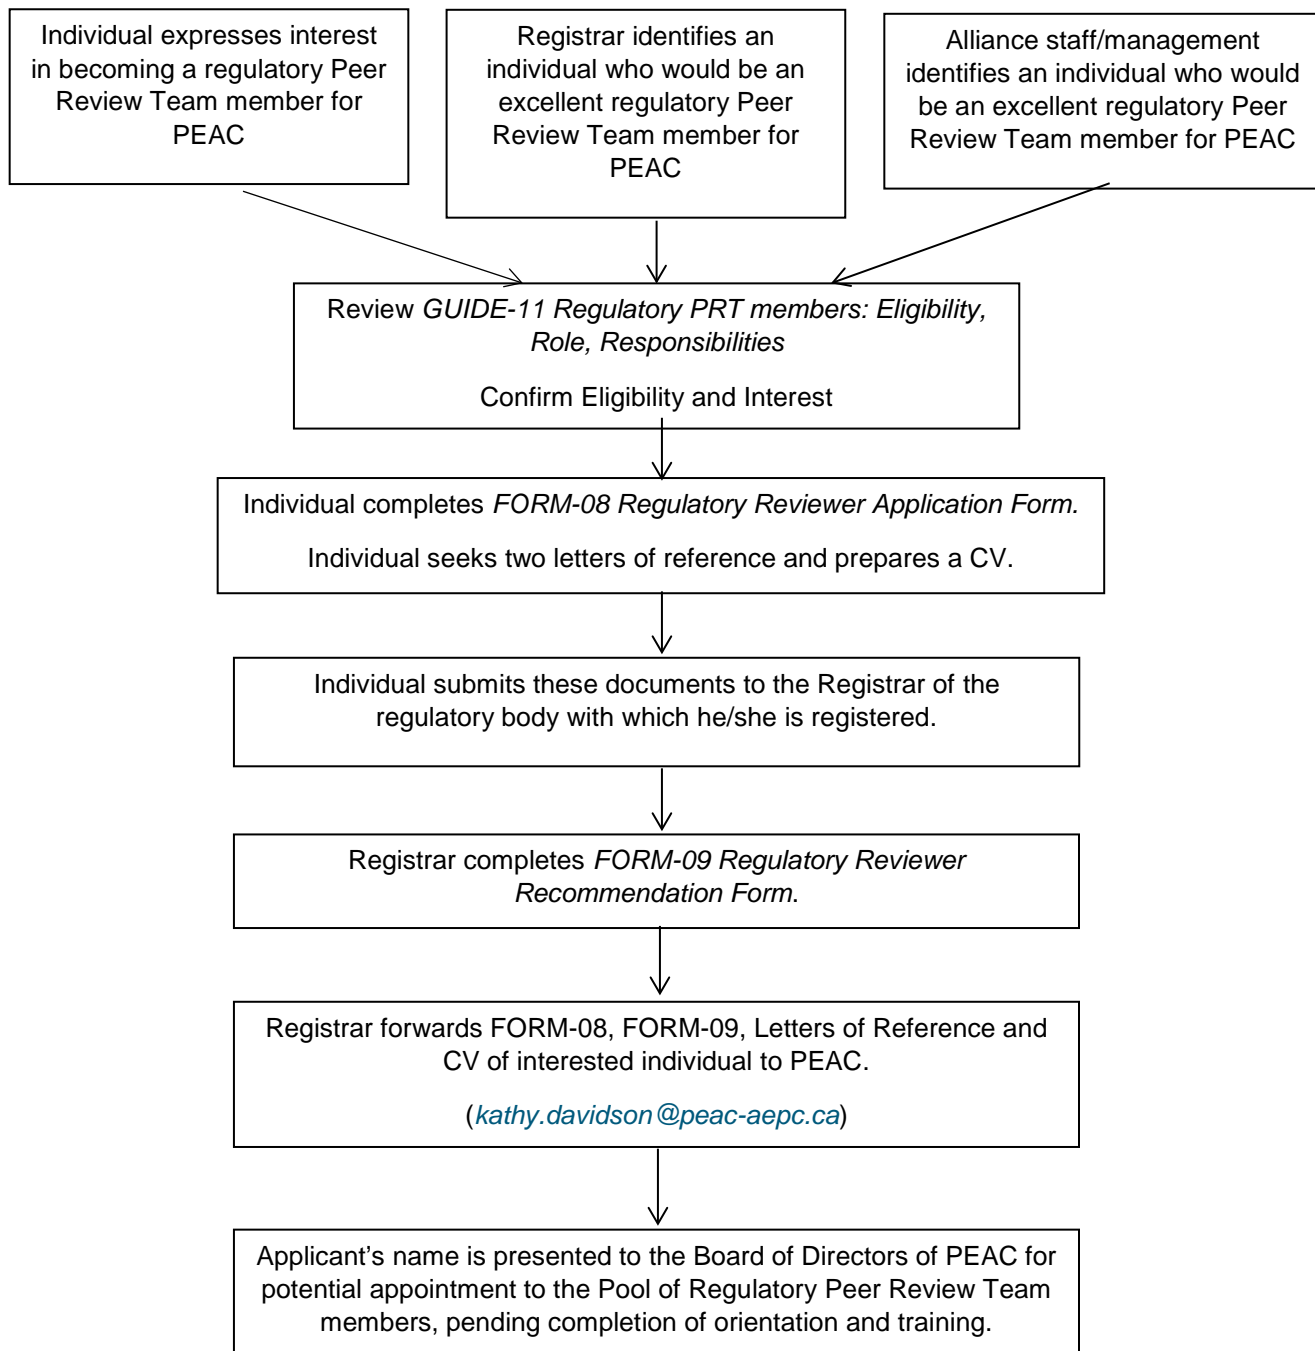 Individual expresses interest
in becoming a regulatory Peer
Review Team member for
PEAC
Registrar identifies an
individual who would be an
excellent regulatory Peer
Review Team member for
PEAC
Alliance staff/management
identifies an individual who would
be an excellent regulatory Peer
Review Team member for PEAC
Review GUIDE-11 Regulatory PRT members: Eligibility,
Role, Responsibilities
Confirm Eligibility and Interest
Individual completes FORM-08 Regulatory Reviewer Application Form.
Individual seeks two letters of reference and prepares a CV.
Individual submits these documents to the Registrar of the
regulatory body with which he/she is registered.
Registrar completes FORM-09 Regulatory Reviewer
Recommendation Form.
Registrar forwards FORM-08, FORM-09, Letters of Reference and
CV of interested individual to PEAC.
(kathy.davidson@peac-aepc.ca)
Applicant’s name is presented to the Board of Directors of PEAC for
potential appointment to the Pool of Regulatory Peer Review Team
members, pending completion of orientation and training.